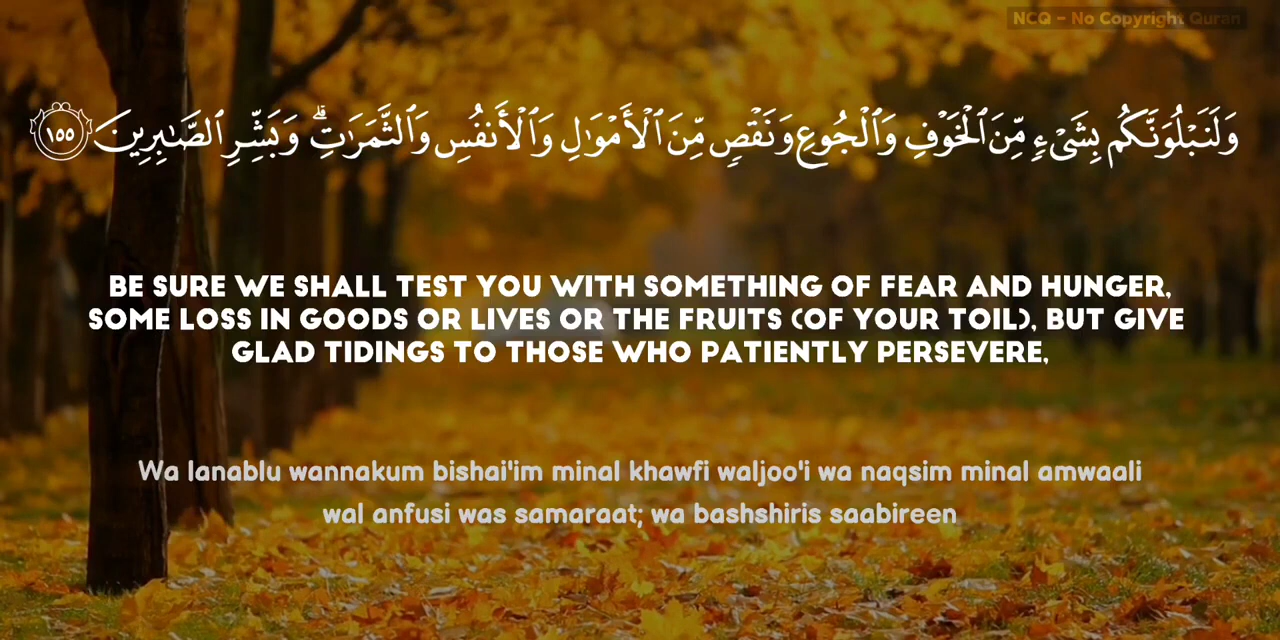 NCQ - No Copyright Quran
وَلَنَبْلُوَنَّكُم بِشَىْءٍ مِّنَ ٱلْخَوْفِ وَٱلْجُوعِ وَنَقْصٍ مِّنَ ٱلْأَمْوَٰلِ وَٱلْأَنفُسِ وَٱلثَّمَرَٰتِ ۗ وَبَشِّرِ ٱلصَّـٰبِرِينَ ١٥٥
BE SURE WE SHALL TEST YOU WITH SOMETHING OF FEAR AND HUNGER,
SOME LOSS IN GOODS OR LIVES OR THE FRUITS (OF YOUR TOIL), BUT GIVE
GLAD TIDINGS TO THOSE WHO PATIENTLY PERSEVERE,
Wa lanablu wannakum bishai'im minal khawfi waljoo'i wa naqsim minal amwaali
wal anfusi was samaraat; wa bashshiris saabireen